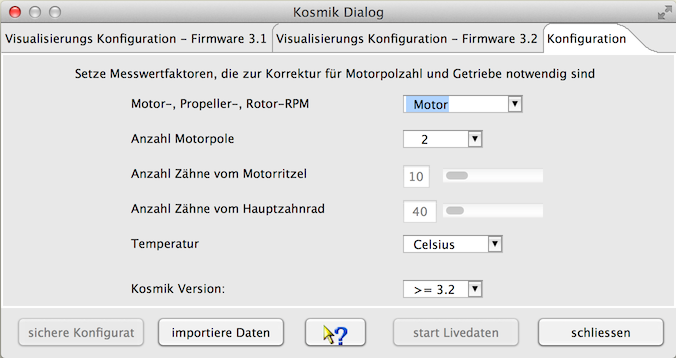 Kosmik Dialog
Visualisierungs Konfiguration – Firmware 3.1 Visualisierungs Konfiguration – Firmware 3.2 Konfiguration
Setze Messwertfaktoren, die zur Korrektur für Motorpolzahl und Getriebe notwendig sind
Motor-, Propeller-, Rotor-RPM Motor
Anzahl Motorpole 2
Anzahl Zähne vom Motorritzel 10
Anzahl Zähne vom Hauptzahnrad 40
Temperatur Celsius
Kosmik Version: >= 3.2
sichere Konfigurat importiere Daten ? start Livedaten schliessen